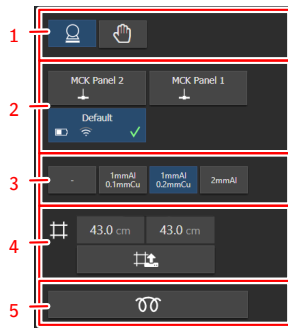 1
2
MCK Panel 2
MCK Panel 1
Default
3
-
1mmAl
0.1mmCu
1mmAl
0.2mmCu
2mmAl
4
43.0 cm
43.0 cm
5